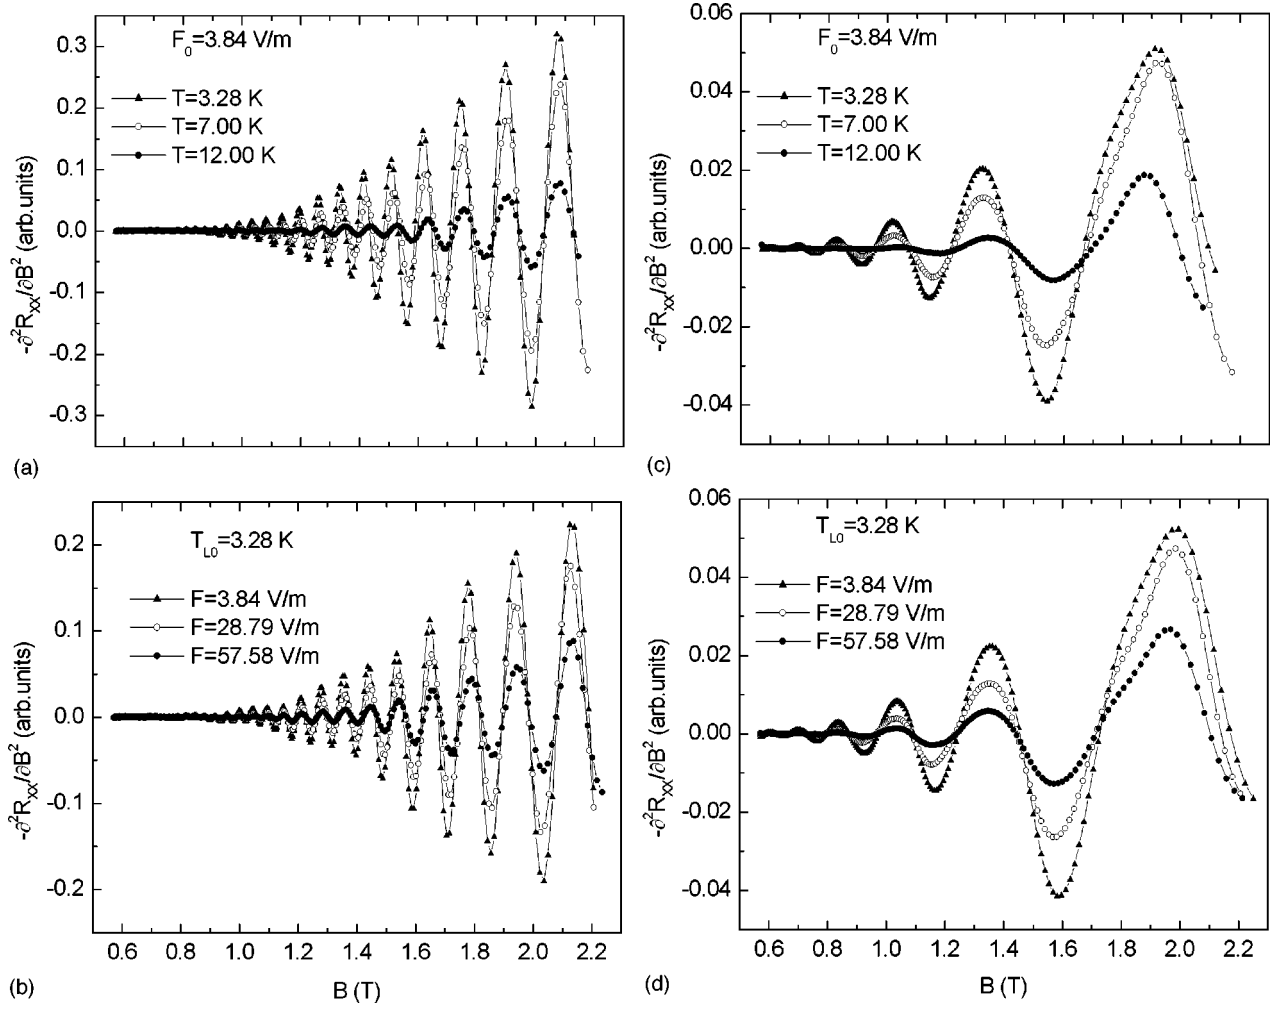 F₀=3.84 V/m
T=3.28 K
T=7.00 K
T=12.00 K
0.3
0.2
0.1
0.0
-0.1
-0.2
-0.3
-∂²Rxx/∂B² (arb.units)
(a)
F₀=3.84 V/m
T=3.28 K
T=7.00 K
T=12.00 K
0.06
0.04
0.02
0.00
-0.02
-0.04
-∂²Rxx/∂B² (arb.units)
(c)
T_L0=3.28 K
F=3.84 V/m
F=28.79 V/m
F=57.58 V/m
0.2
0.1
0.0
-0.1
-0.2
-∂²Rxx/∂B² (arb.units)
0.6 0.8 1.0 1.2 1.4 1.6 1.8 2.0 2.2
B (T)
(b)
T_L0=3.28 K
F=3.84 V/m
F=28.79 V/m
F=57.58 V/m
0.06
0.04
0.02
0.00
-0.02
-0.04
-∂²Rxx/∂B² (arb.units)
0.6 0.8 1.0 1.2 1.4 1.6 1.8 2.0 2.2
B (T)
(d)